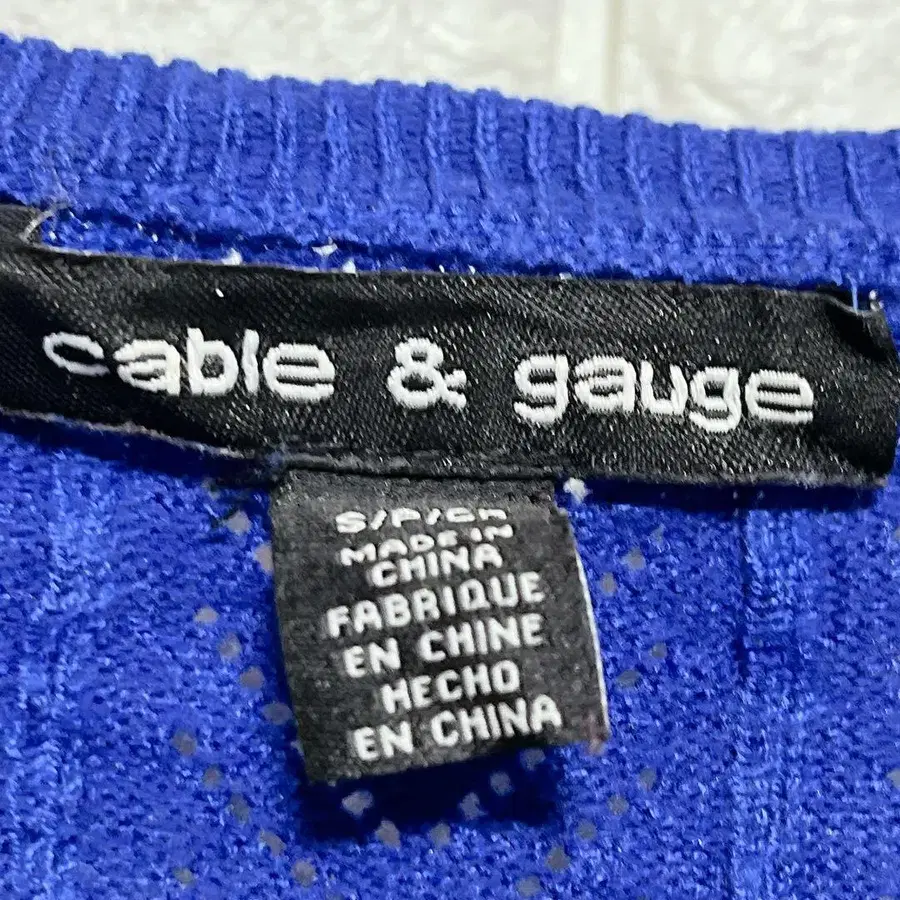 cable & gauge
S/P/CH
MADE IN
CHINA
FABRIQUE
EN CHINE
HECHO
EN CHINA